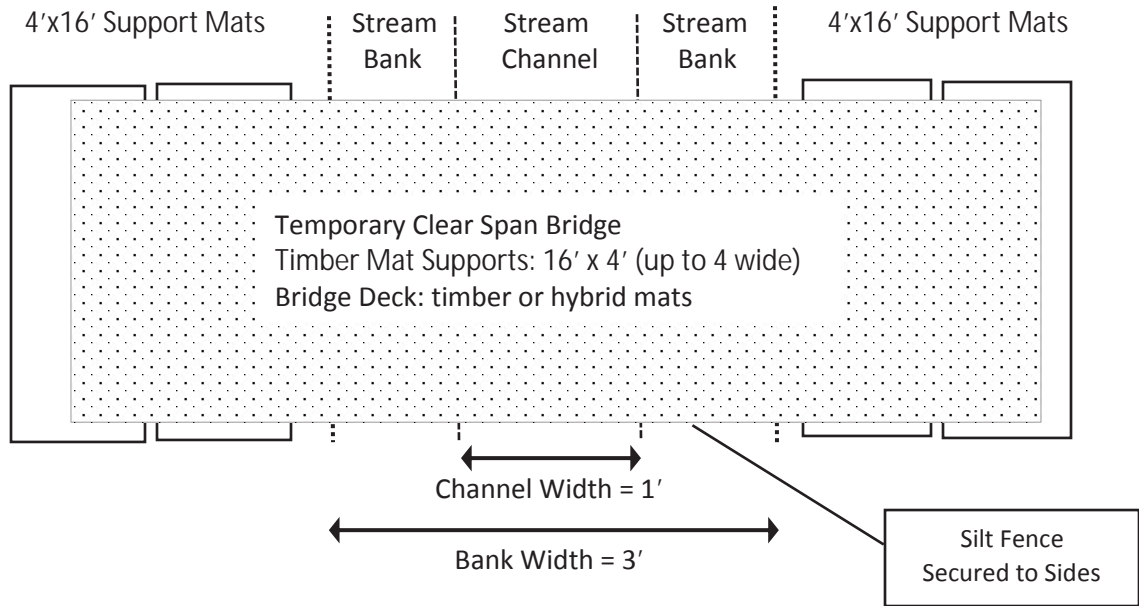 4′x16′ Support Mats
Stream
Bank
Stream
Channel
Stream
Bank
4′x16′ Support Mats
Temporary Clear Span Bridge
Timber Mat Supports: 16′ x 4′ (up to 4 wide)
Bridge Deck: timber or hybrid mats
Channel Width = 1′
Bank Width = 3′
Silt Fence
Secured to Sides